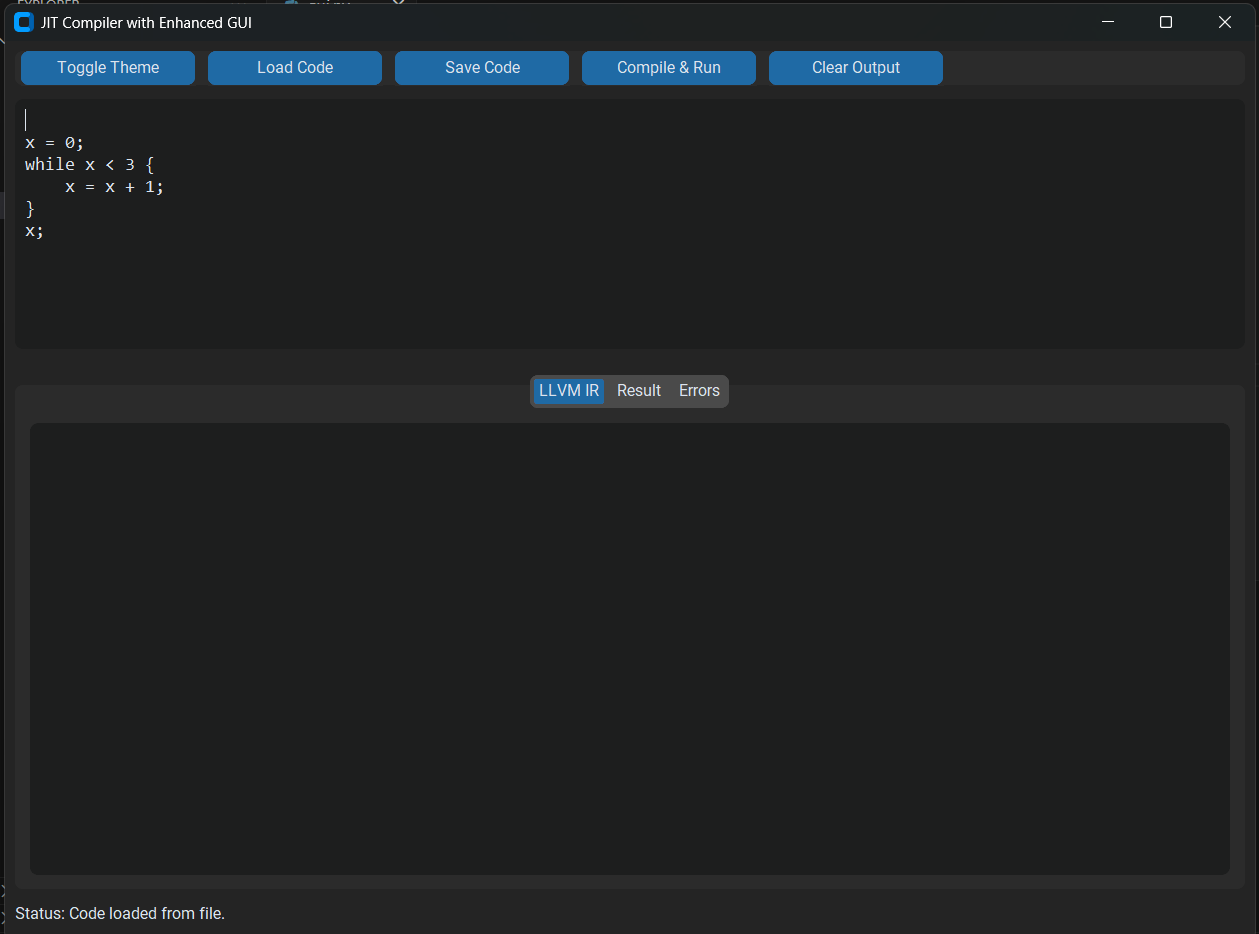 JIT Compiler with Enhanced GUI
Toggle Theme Load Code Save Code Compile & Run Clear Output
x = 0;
while x < 3 {
    x = x + 1;
}
x;
LLVM IR Result Errors
Status: Code loaded from file.